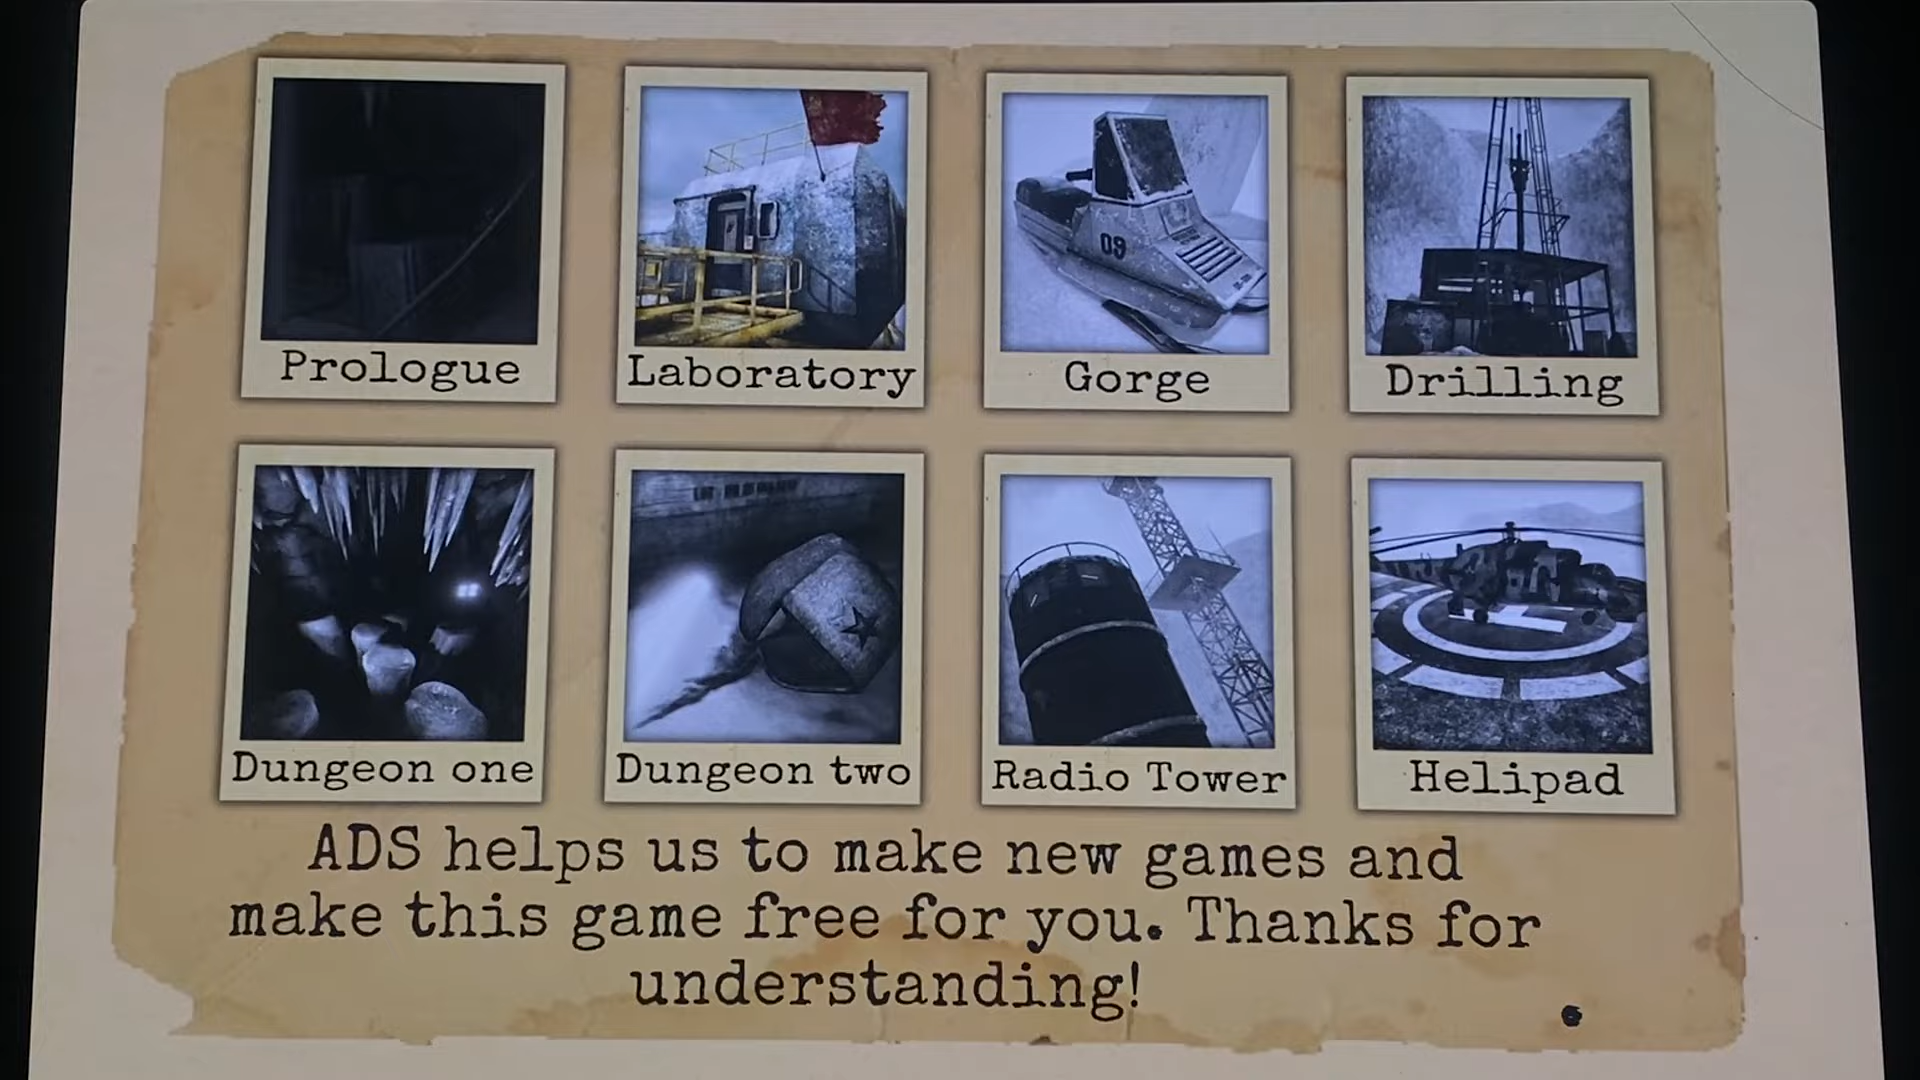 Prologue
Laboratory
Gorge
Drilling
09
Dungeon one
Dungeon two
Radio Tower
Helipad
ADS helps us to make new games and
make this game free for you. Thanks for
understanding!